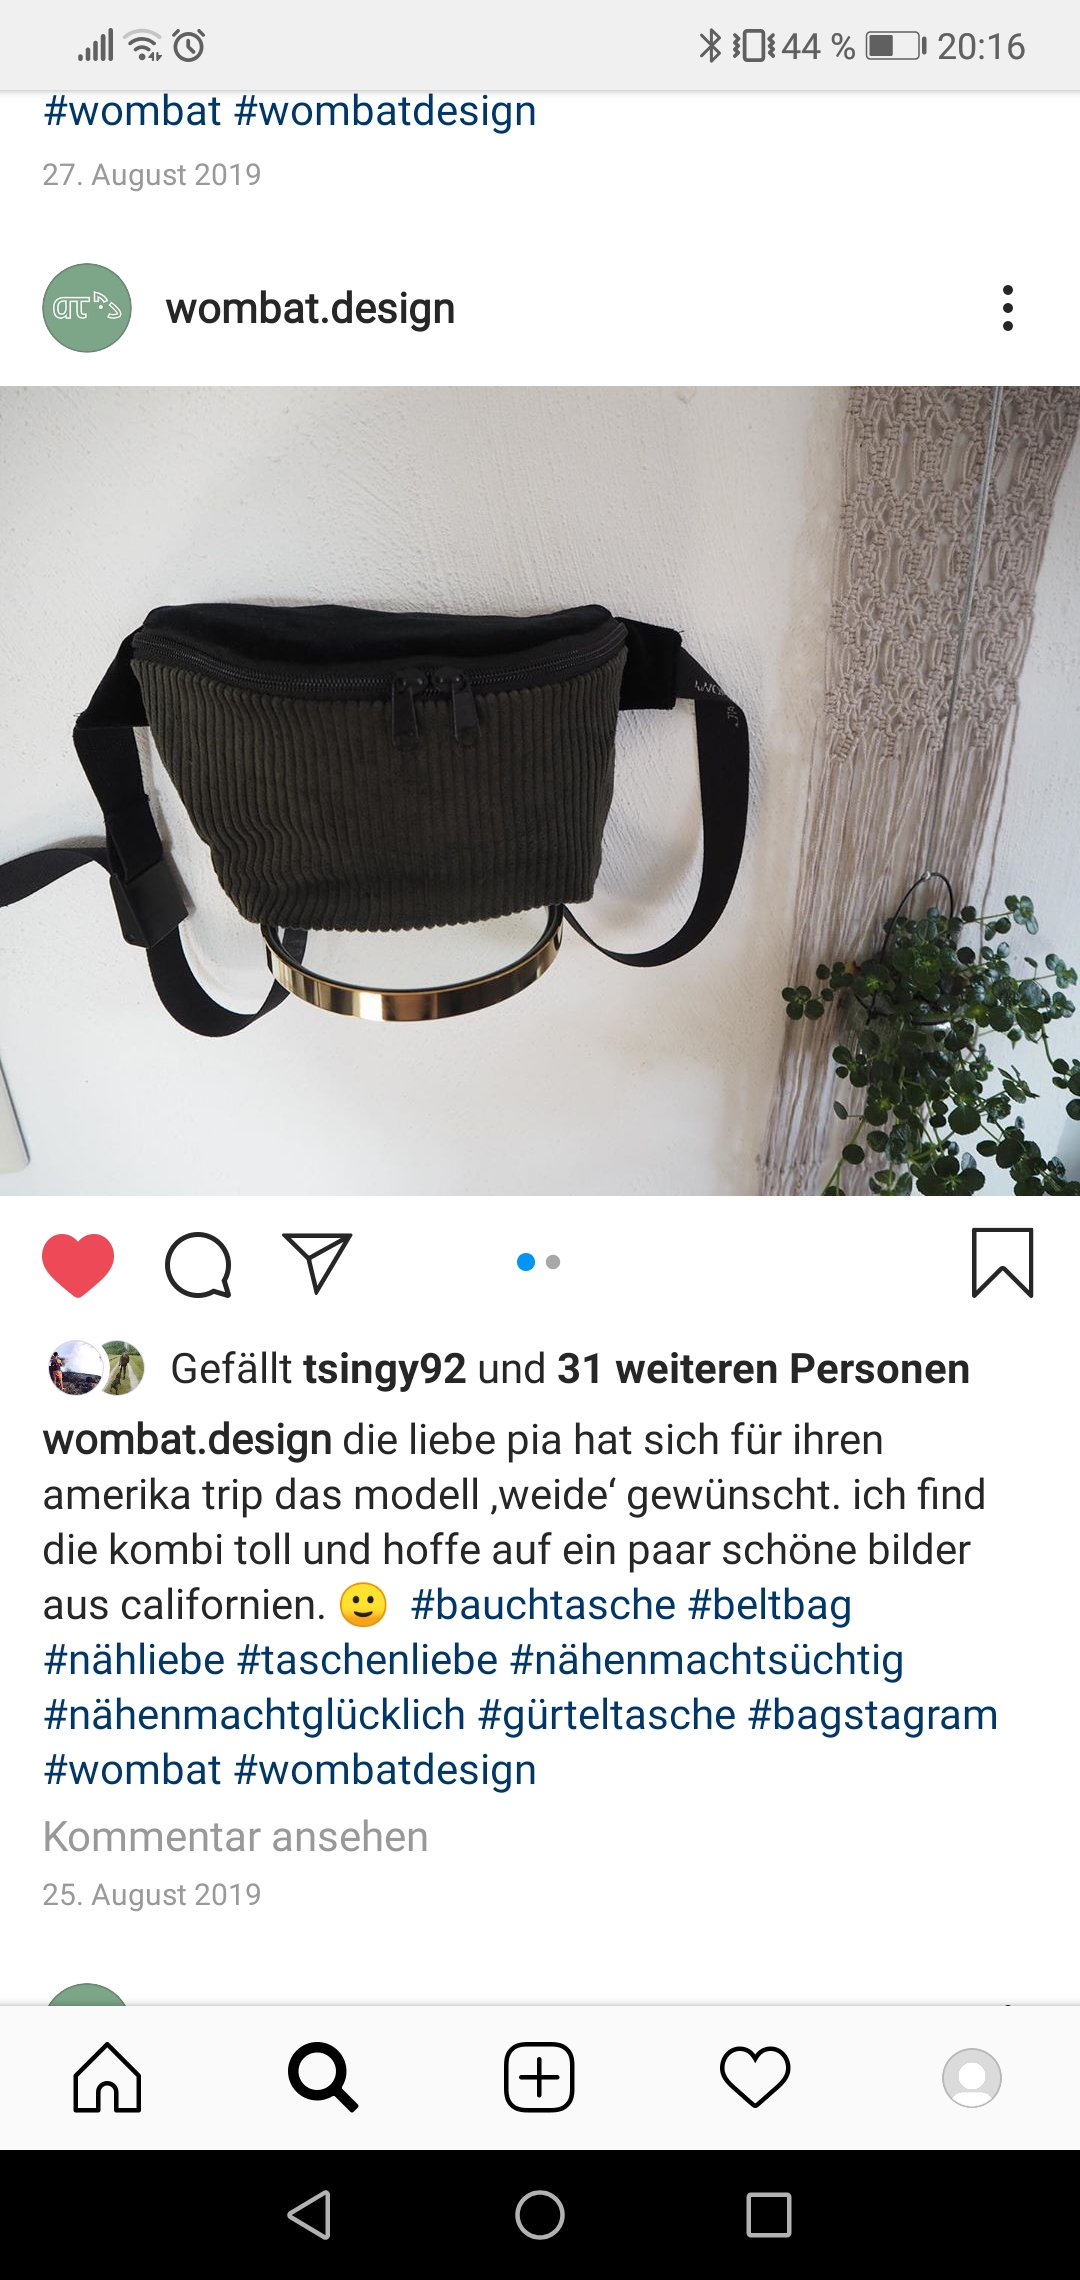 44 % 20:16
#wombat #wombatdesign
27. August 2019
wombat.design
Gefällt tsingy92 und 31 weiteren Personen
wombat.design die liebe pia hat sich für ihren
amerika trip das modell ‚weide‘ gewünscht. ich find
die kombi toll und hoffe auf ein paar schöne bilder
aus californien. 🙂 #bauchtasche #beltbag
#nähliebe #taschenliebe #nähenmachtsüchtig
#nähenmachtglücklich #gürteltasche #bagstagram
#wombat #wombatdesign
Kommentar ansehen
25. August 2019